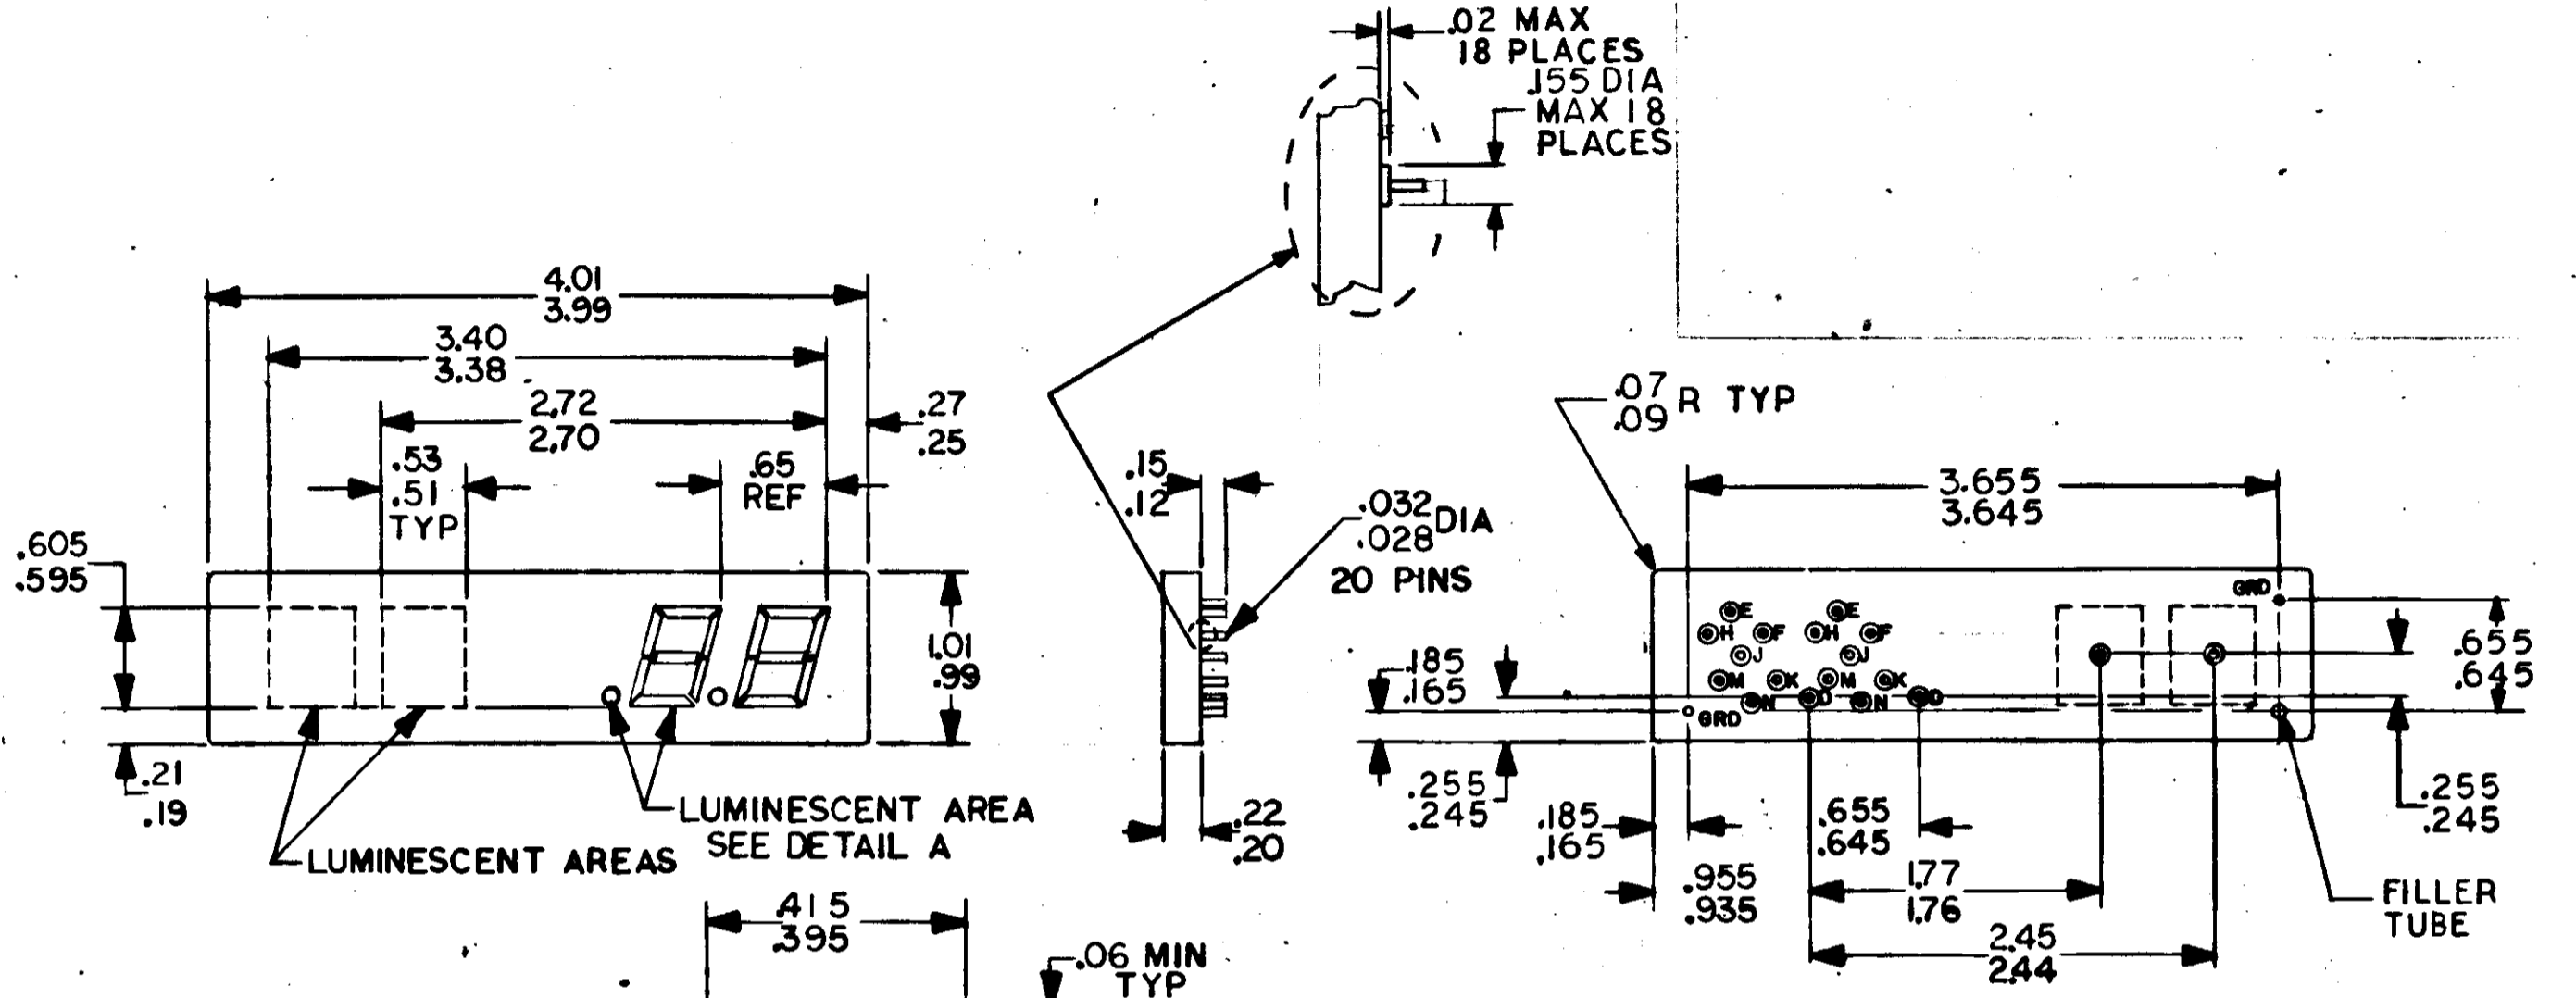 .02 MAX
18 PLACES
.155 DIA
MAX 18
PLACES
4.01
3.99
3.40
3.38
2.72
2.70
.27
.25
.53
.51
TYP
.65
REF
.605
.595
1.01
.99
.21
.19
LUMINESCENT AREA
SEE DETAIL A
LUMINESCENT AREAS
.415
.395
.06 MIN
TYP
.15
.12
.032
.028 DIA
20 PINS
.22
.20
.07
.09 R TYP
3.655
3.645
GRD
E E
H F H F
J J
M K M K
N D N D
GRD
.185
.165
.255
.245
.185
.165
.955
.935
.655
.645
1.77
1.76
2.45
2.44
.655
.645
.255
.245
FILLER
TUBE